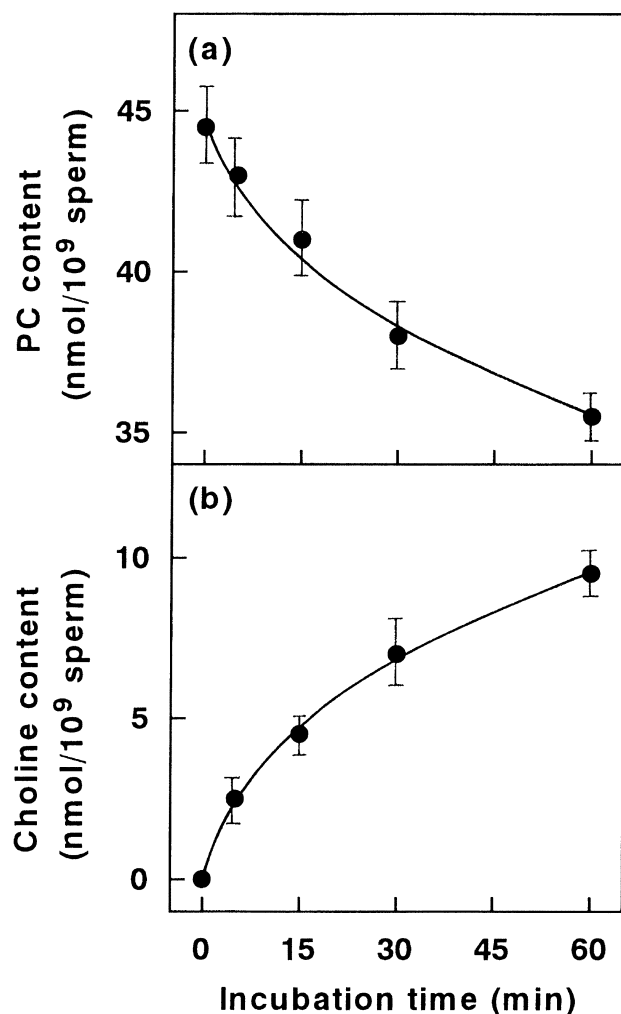 (a)
PC content
(nmol/10⁹ sperm)
45
40
35
(b)
Choline content
(nmol/10⁹ sperm)
10
5
0
0 15 30 45 60
Incubation time (min)